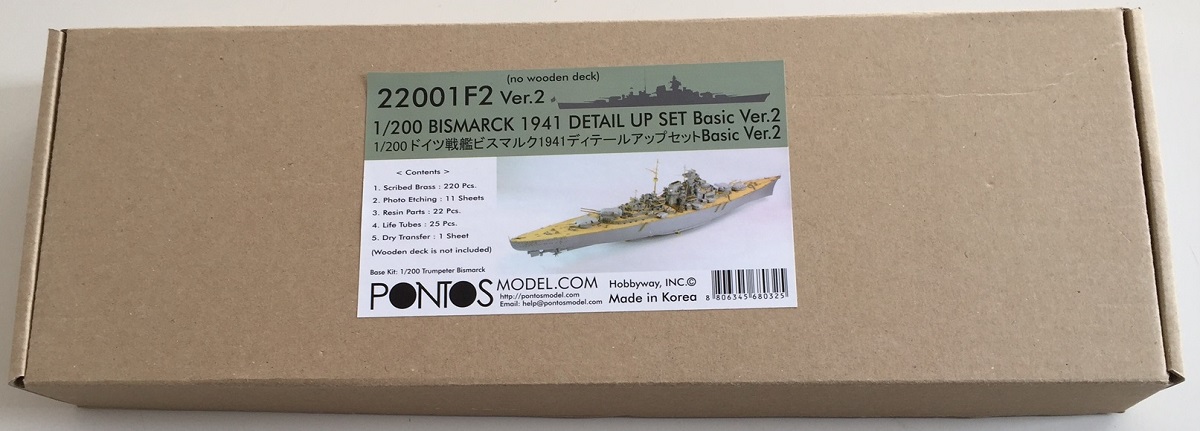 (no wooden deck)
22001F2 Ver.2
1/200 BISMARCK 1941 DETAIL UP SET Basic Ver.2
1/200ドイツ戦艦ビスマルク1941ディテールアップセットBasic Ver.2
< Contents >
1. Scribed Brass : 220 Pcs.
2. Photo Etching : 11 Sheets
3. Resin Parts : 22 Pcs.
4. Life Tubes : 25 Pcs.
5. Dry Transfer : 1 Sheet
(Wooden deck is not included)
Base Kit: 1/200 Trumpeter Bismarck
PONTOS MODEL.COM
http://pontosmodel.com
Email: help@pontosmodel.com
Hobbyway, INC.©
Made in Korea
8 806345 680325